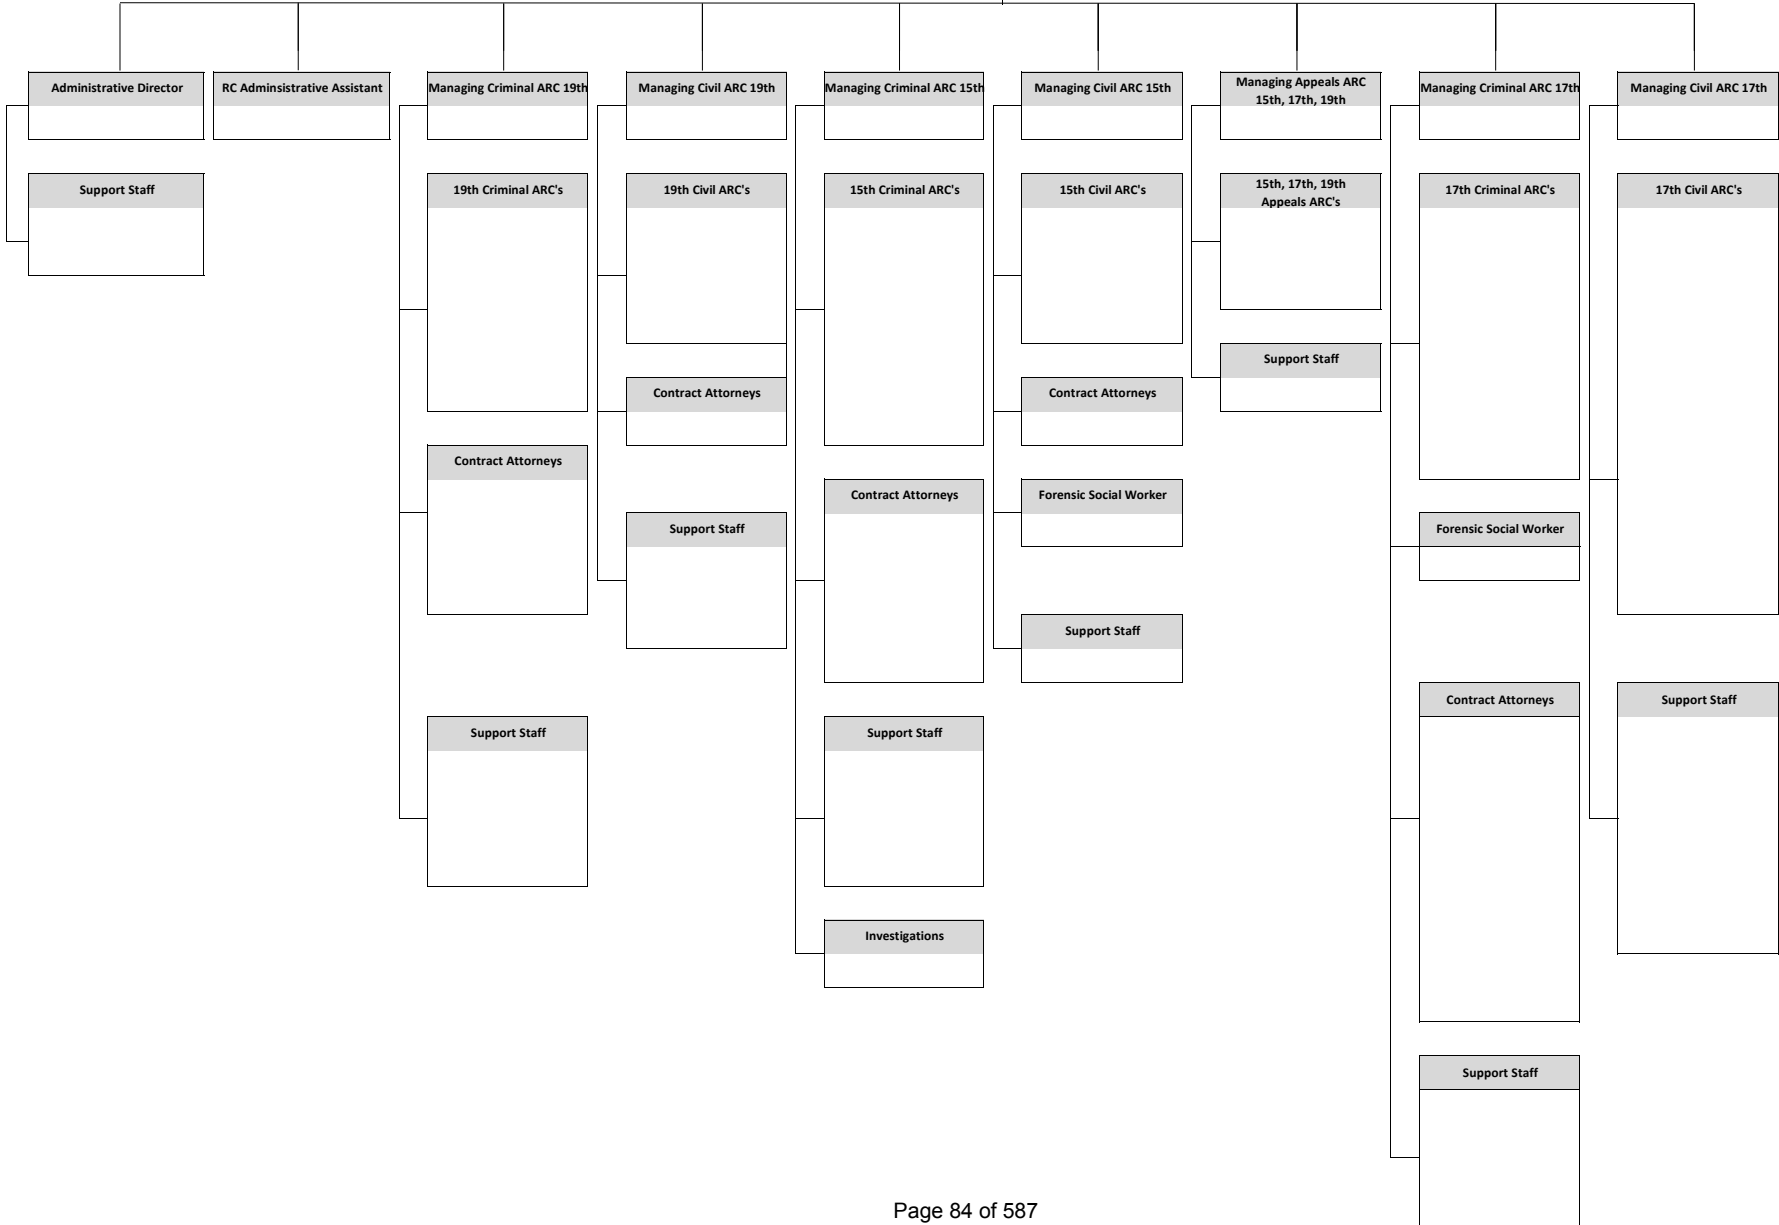 Administrative Director
RC Adminsistrative Assistant
Managing Criminal ARC 19th
Managing Civil ARC 19th
Managing Criminal ARC 15th
Managing Civil ARC 15th
Managing Appeals ARC
15th, 17th, 19th
Managing Criminal ARC 17th
Managing Civil ARC 17th
Support Staff
19th Criminal ARC's
19th Civil ARC's
15th Criminal ARC's
15th Civil ARC's
15th, 17th, 19th
Appeals ARC's
17th Criminal ARC's
17th Civil ARC's
Support Staff
Contract Attorneys
Contract Attorneys
Contract Attorneys
Contract Attorneys
Forensic Social Worker
Support Staff
Forensic Social Worker
Support Staff
Contract Attorneys
Support Staff
Support Staff
Support Staff
Investigations
Support Staff
Page 84 of 587